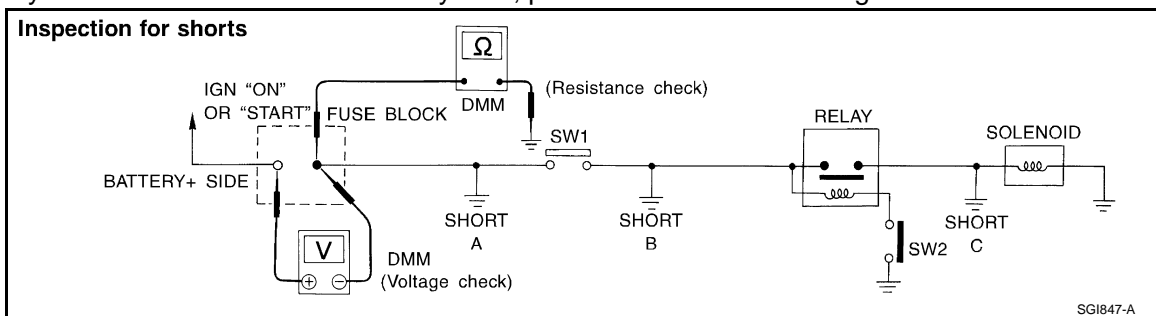 Inspection for shorts
Ω
IGN “ON”
OR “START”
FUSE BLOCK
DMM
(Resistance check)
SW1
RELAY
SOLENOID
BATTERY+ SIDE
SHORT
A
SHORT
B
SHORT
C
SW2
V
+ −
DMM
(Voltage check)
SGI847-A